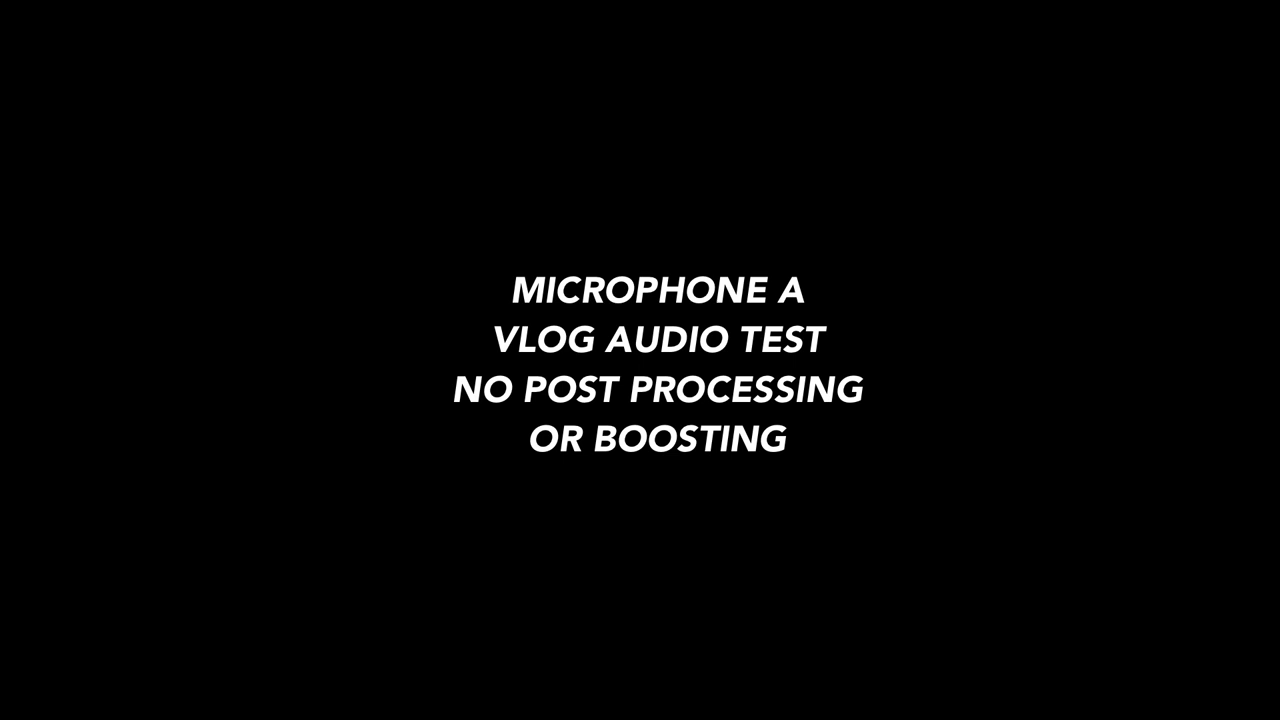 MICROPHONE A
VLOG AUDIO TEST
NO POST PROCESSING
OR BOOSTING